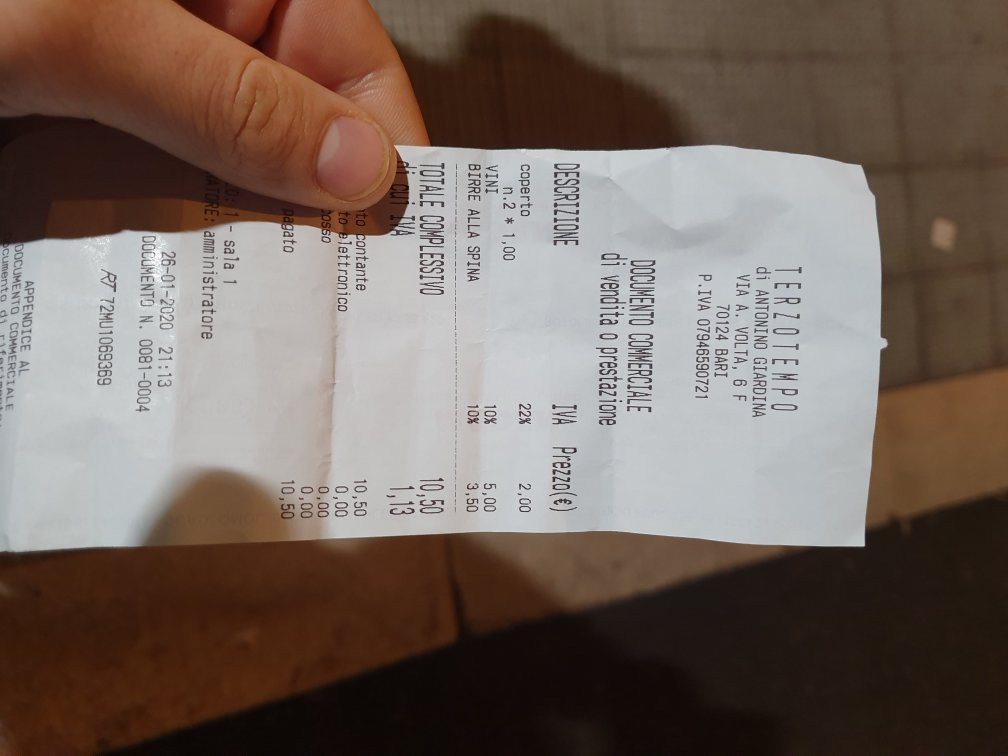 TERZOTEMPO
di ANTONINO GIARDINA
VIA A. VOLTA, 6 F
70124 BARI
P.IVA 07946590721
DOCUMENTO COMMERCIALE
di vendita o prestazione
DESCRIZIONE IVA Prezzo(€)
coperto 22% 2,00
n.2 * 1,00
VINI 10% 5,00
BIRRE ALLA SPINA 10% 3,50
TOTALE COMPLESSIVO 10,50
di cui IVA 1,13
contante 10,50
elettronico 0,00
0,00
pagato 10,50
1 - sala 1
amministratore
26-01-2020 21:13
DOCUMENTO N. 0081-0004
RT 72MU1069369
APPENDICE AL
DOCUMENTO COMMERCIALE